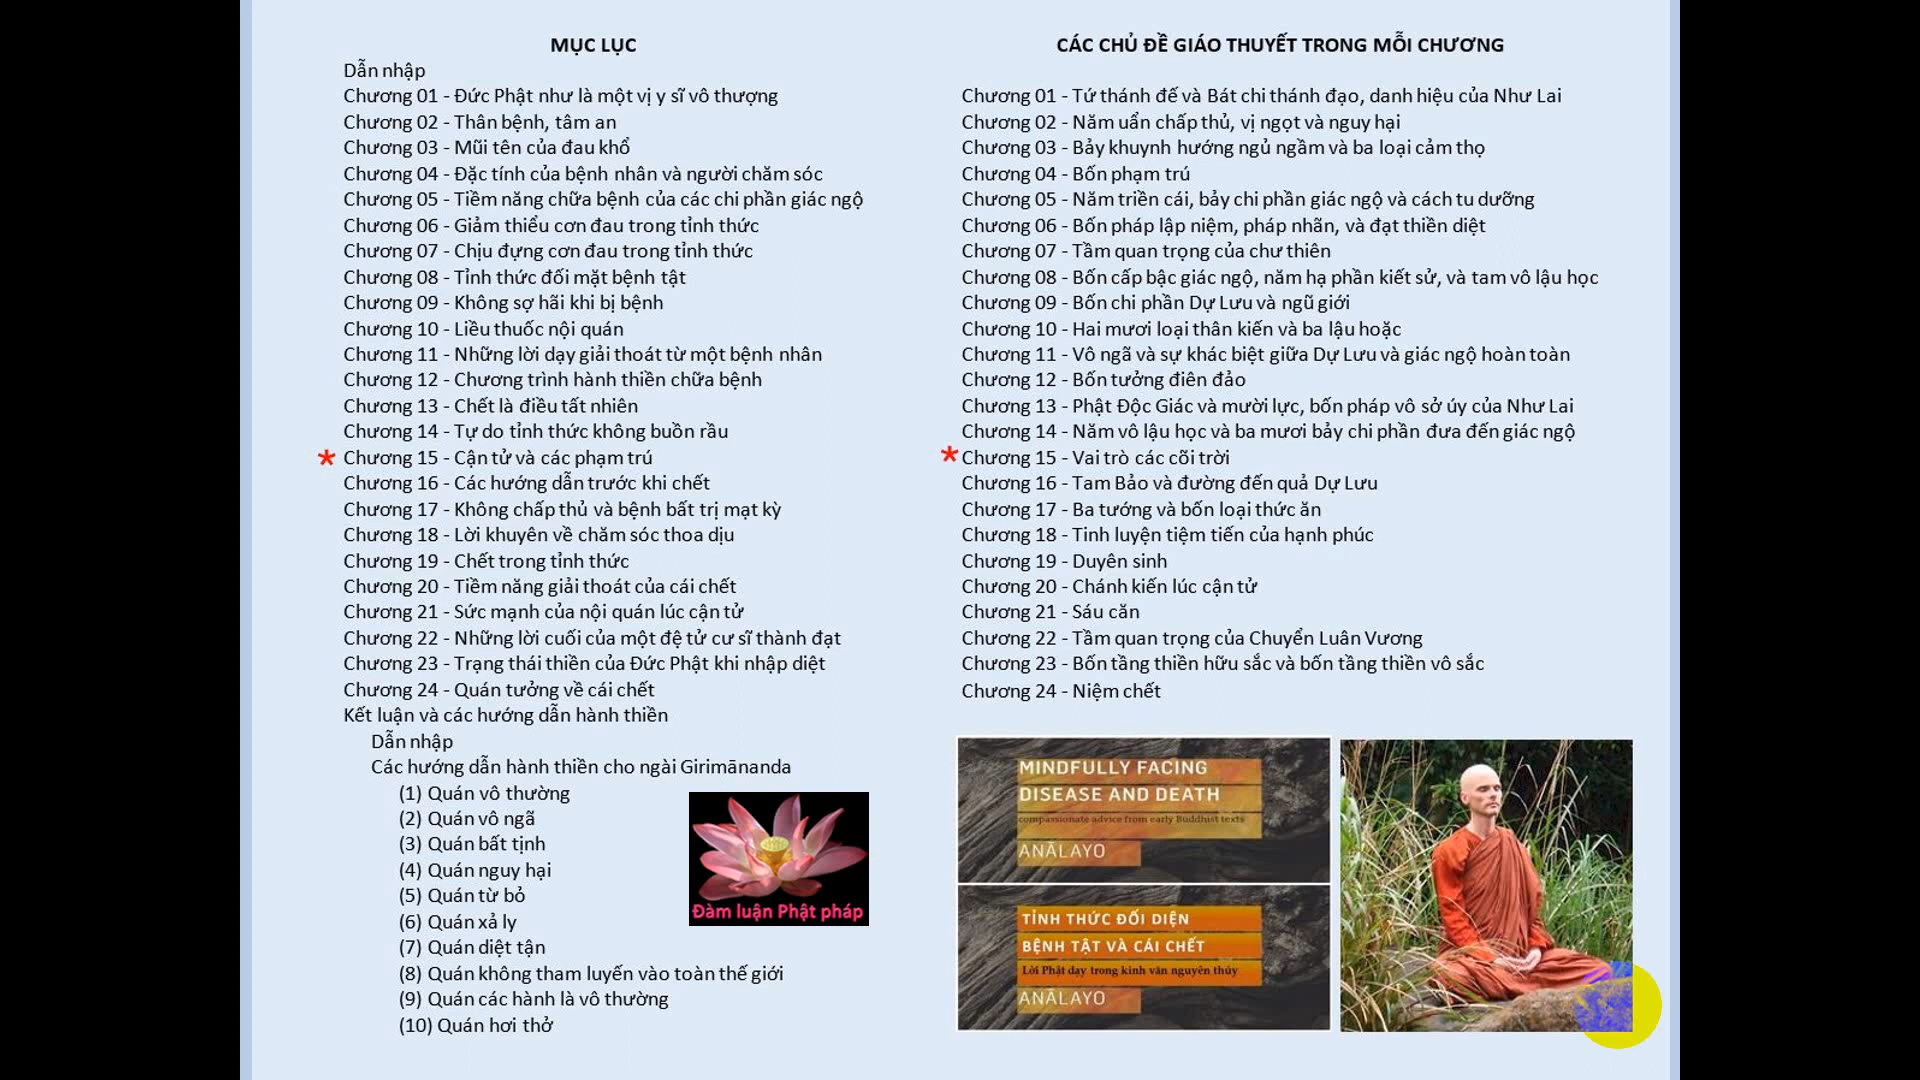 MỤC LỤC
Dẫn nhập
Chương 01 - Đức Phật như là một vị y sĩ vô thượng
Chương 02 - Thân bệnh, tâm an
Chương 03 - Mũi tên của đau khổ
Chương 04 - Đặc tính của bệnh nhân và người chăm sóc
Chương 05 - Tiềm năng chữa bệnh của các chi phần giác ngộ
Chương 06 - Giảm thiểu cơn đau trong tỉnh thức
Chương 07 - Chịu đựng cơn đau trong tỉnh thức
Chương 08 - Tỉnh thức đối mặt bệnh tật
Chương 09 - Không sợ hãi khi bị bệnh
Chương 10 - Liều thuốc nội quán
Chương 11 - Những lời dạy giải thoát từ một bệnh nhân
Chương 12 - Chương trình hành thiền chữa bệnh
Chương 13 - Chết là điều tất nhiên
Chương 14 - Tự do tỉnh thức không buồn rầu
* Chương 15 - Cận tử và các phạm trú
Chương 16 - Các hướng dẫn trước khi chết
Chương 17 - Không chấp thủ và bệnh bất trị mạt kỳ
Chương 18 - Lời khuyên về chăm sóc thoa dịu
Chương 19 - Chết trong tỉnh thức
Chương 20 - Tiềm năng giải thoát của cái chết
Chương 21 - Sức mạnh của nội quán lúc cận tử
Chương 22 - Những lời cuối của một đệ tử cư sĩ thành đạt
Chương 23 - Trạng thái thiền của Đức Phật khi nhập diệt
Chương 24 - Quán tưởng về cái chết
Kết luận và các hướng dẫn hành thiền
Dẫn nhập
Các hướng dẫn hành thiền cho ngài Girimānanda
(1) Quán vô thường
(2) Quán vô ngã
(3) Quán bất tịnh
(4) Quán nguy hại
(5) Quán từ bỏ
(6) Quán xả ly
(7) Quán diệt tận
(8) Quán không tham luyến vào toàn thế giới
(9) Quán các hành là vô thường
(10) Quán hơi thở
Đàm luận Phật pháp
CÁC CHỦ ĐỀ GIÁO THUYẾT TRONG MỖI CHƯƠNG
Chương 01 - Tứ thánh đế và Bát chi thánh đạo, danh hiệu của Như Lai
Chương 02 - Năm uẩn chấp thủ, vị ngọt và nguy hại
Chương 03 - Bảy khuynh hướng ngủ ngầm và ba loại cảm thọ
Chương 04 - Bốn phạm trú
Chương 05 - Năm triền cái, bảy chi phần giác ngộ và cách tu dưỡng
Chương 06 - Bốn pháp lập niệm, pháp nhãn, và đạt thiền diệt
Chương 07 - Tầm quan trọng của chư thiên
Chương 08 - Bốn cấp bậc giác ngộ, năm hạ phần kiết sử, và tam vô lậu học
Chương 09 - Bốn chi phần Dự Lưu và ngũ giới
Chương 10 - Hai mươi loại thân kiến và ba lậu hoặc
Chương 11 - Vô ngã và sự khác biệt giữa Dự Lưu và giác ngộ hoàn toàn
Chương 12 - Bốn tưởng điên đảo
Chương 13 - Phật Độc Giác và mười lực, bốn pháp vô sở úy của Như Lai
Chương 14 - Năm vô lậu học và ba mươi bảy chi phần đưa đến giác ngộ
* Chương 15 - Vai trò các cõi trời
Chương 16 - Tam Bảo và đường đến quả Dự Lưu
Chương 17 - Ba tướng và bốn loại thức ăn
Chương 18 - Tinh luyện tiệm tiến của hạnh phúc
Chương 19 - Duyên sinh
Chương 20 - Chánh kiến lúc cận tử
Chương 21 - Sáu căn
Chương 22 - Tầm quan trọng của Chuyển Luân Vương
Chương 23 - Bốn tầng thiền hữu sắc và bốn tầng thiền vô sắc
Chương 24 - Niệm chết
MINDFULLY FACING
DISEASE AND DEATH
compassionate advice from early Buddhist texts
ANĀLAYO
TỈNH THỨC ĐỐI DIỆN
BỆNH TẬT VÀ CÁI CHẾT
Lời Phật dạy trong kinh văn nguyên thủy
ANĀLAYO